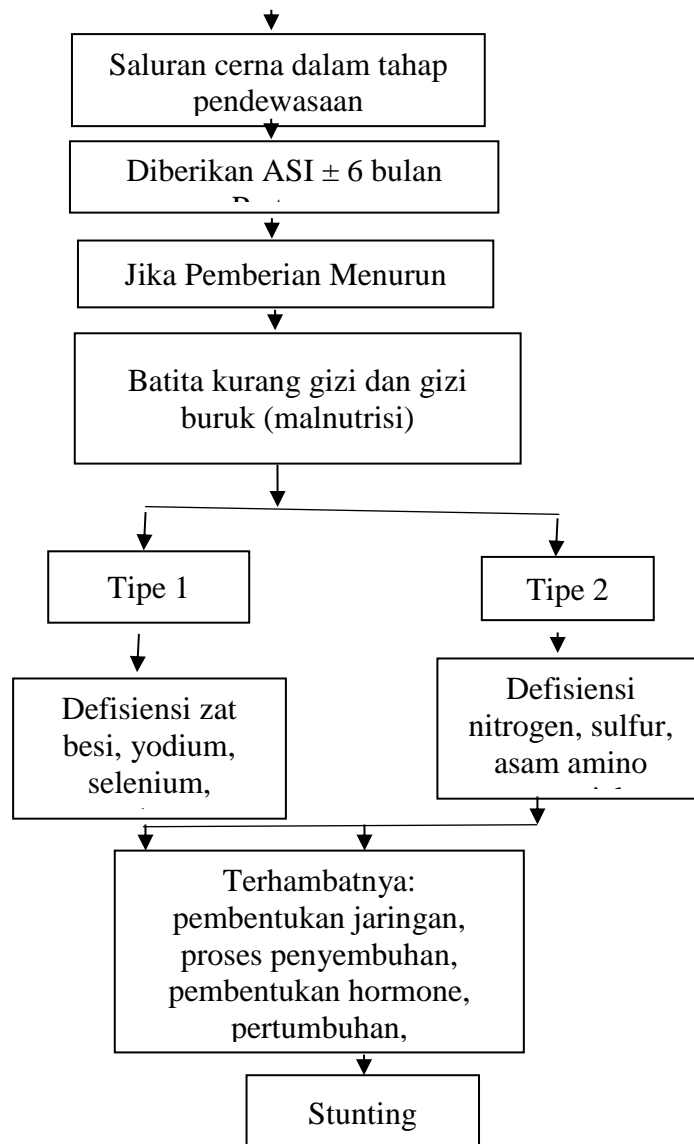 Saluran cerna dalam tahap
pendewasaan
Diberikan ASI ± 6 bulan
Jika Pemberian Menurun
Batita kurang gizi dan gizi
buruk (malnutrisi)
Tipe 1
Tipe 2
Defisiensi zat
besi, yodium,
selenium,
Defisiensi
nitrogen, sulfur,
asam amino
Terhambatnya:
pembentukan jaringan,
proses penyembuhan,
pembentukan hormone,
pertumbuhan,
Stunting